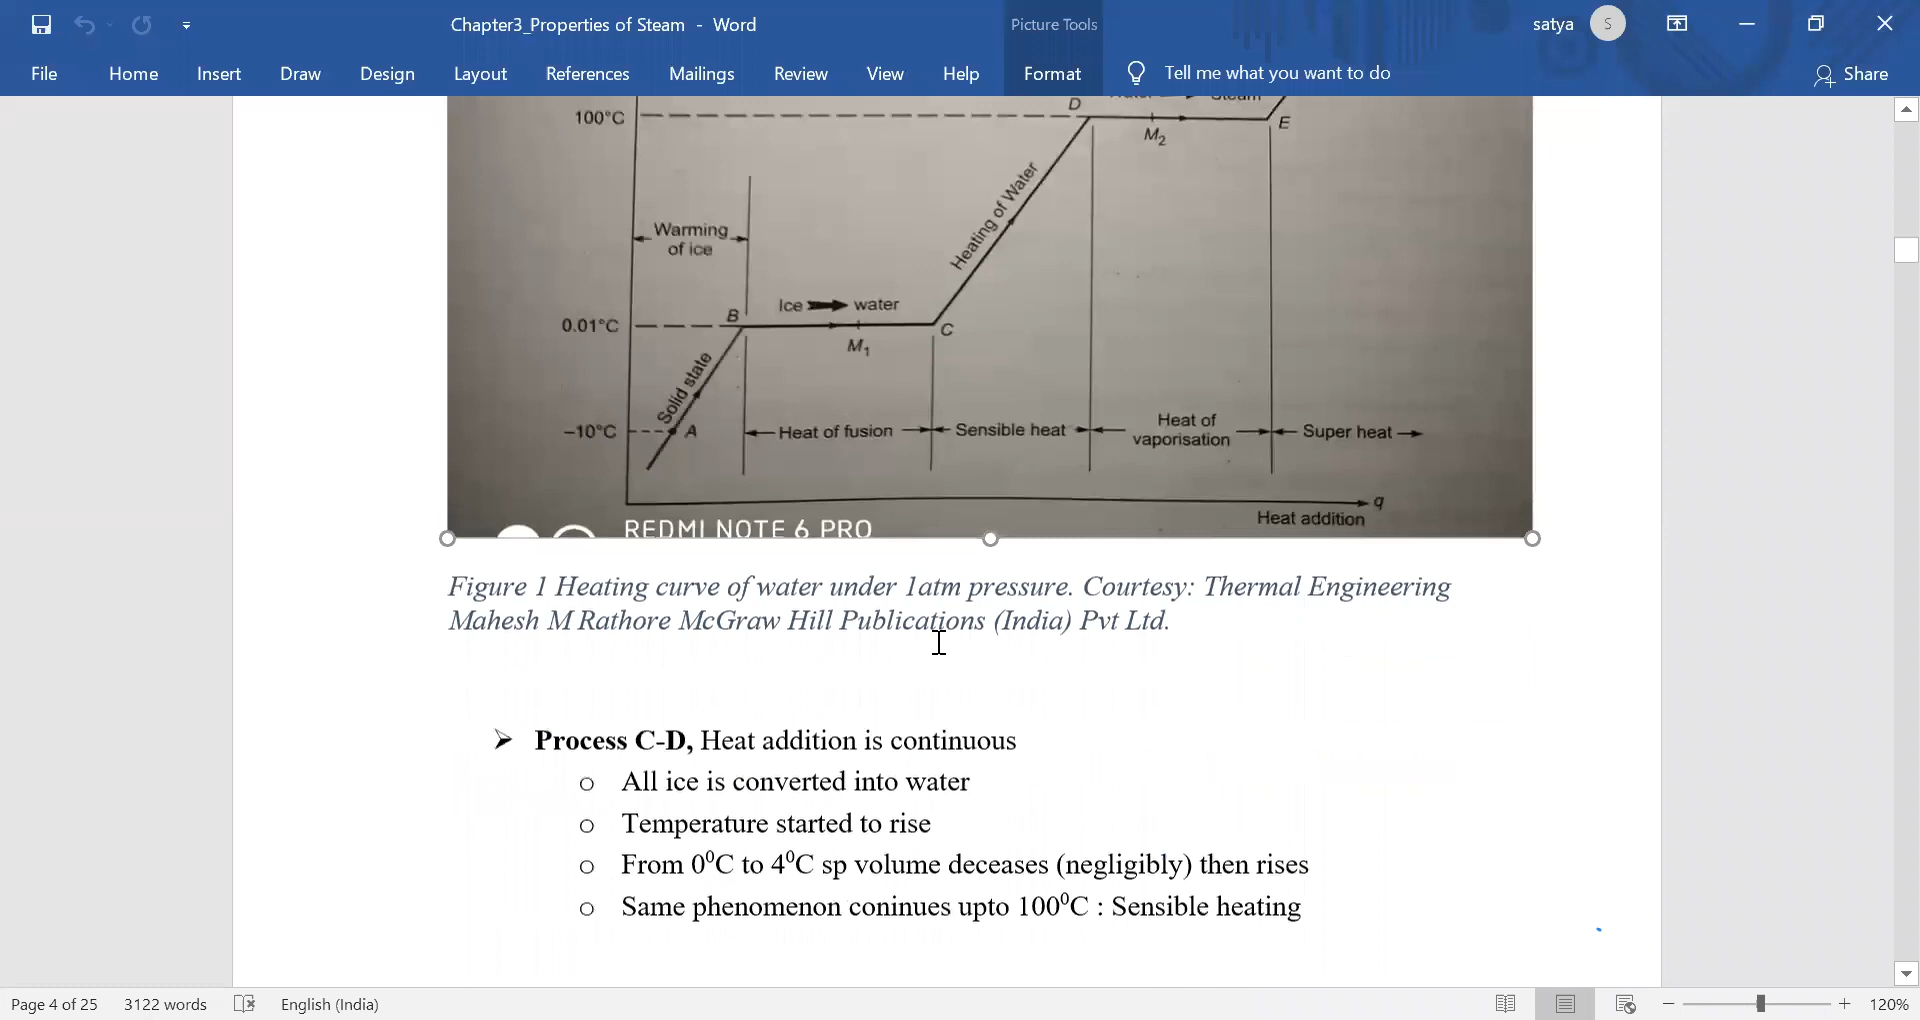 Chapter3_Properties of Steam - Word
Picture Tools
satya
S
File Home Insert Draw Design Layout References Mailings Review View Help Format Tell me what you want to do Share
D
Steam
100°C
E
M2
Heating of Water
Warming
of ice
Ice water
B
0.01°C
C
M1
Solid state
-10°C
A
Heat of fusion
Sensible heat
Heat of
vaporisation
Super heat
q
Heat addition
REDMI NOTE 6 PRO
Figure 1 Heating curve of water under 1atm pressure. Courtesy: Thermal Engineering
Mahesh M Rathore McGraw Hill Publications (India) Pvt Ltd.
➢ Process C-D, Heat addition is continuous
o All ice is converted into water
o Temperature started to rise
o From 0⁰C to 4⁰C sp volume deceases (negligibly) then rises
o Same phenomenon coninues upto 100⁰C : Sensible heating
Page 4 of 25 3122 words English (India) 120%